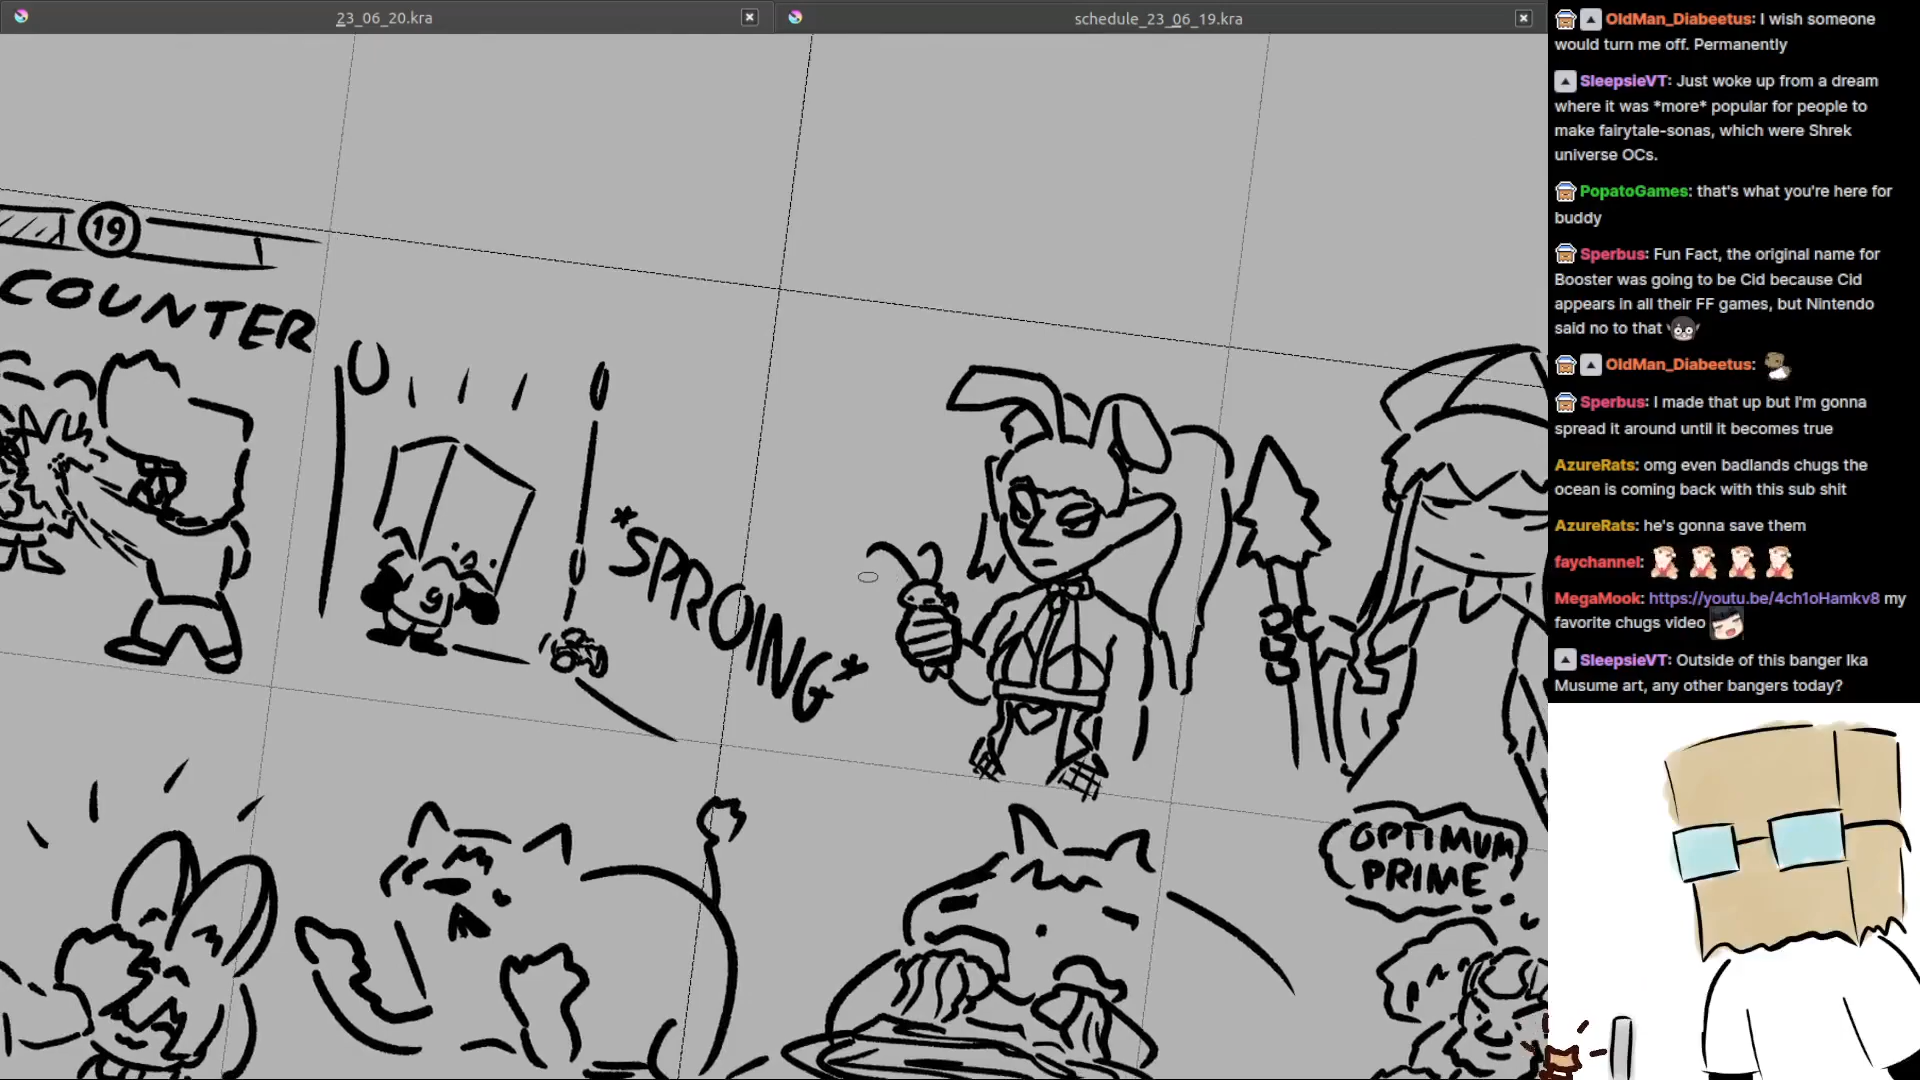 23_06_20.kra
schedule_23_06_19.kra
19
COUNTER
9
*SPROING*
OPTIMUM
PRIME
OldMan_Diabeetus: I wish someone
would turn me off. Permanently
SleepsieVT: Just woke up from a dream
where it was *more* popular for people to
make fairytale-sonas, which were Shrek
universe OCs.
PopatoGames: that's what you're here for
buddy
Sperbus: Fun Fact, the original name for
Booster was going to be Cid because Cid
appears in all their FF games, but Nintendo
said no to that
OldMan_Diabeetus:
Sperbus: I made that up but I'm gonna
spread it around until it becomes true
AzureRats: omg even badlands chugs the
ocean is coming back with this sub shit
AzureRats: he's gonna save them
faychannel:
MegaMook: https://youtu.be/4ch1oHamkv8 my
favorite chugs video
SleepsieVT: Outside of this banger Ika
Musume art, any other bangers today?